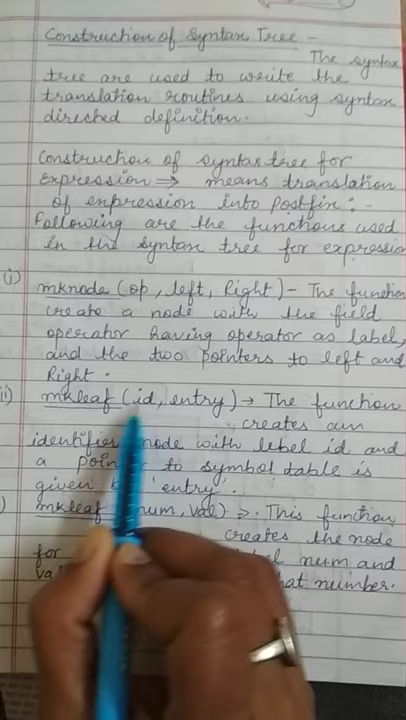 Construction of Syntax Tree -
The syntax
tree are used to write the
translation routines using syntax
directed definition.
Construction of syntax tree for
Expression ⇒ means translation
of expression into Postfix :-
Following are the functions used
in the syntax tree for expression
(i) mknode (op, left, Right) - The function
create a node with the field
operator having operator as label,
and the two pointers to left and
Right.
ii) mkleaf (id, entry) → The function
creates an
identifier node with label id and
a to symbol table is
given 'entry'.
) mkleaf num, val) >. This function
creates the node
for num and
that number.